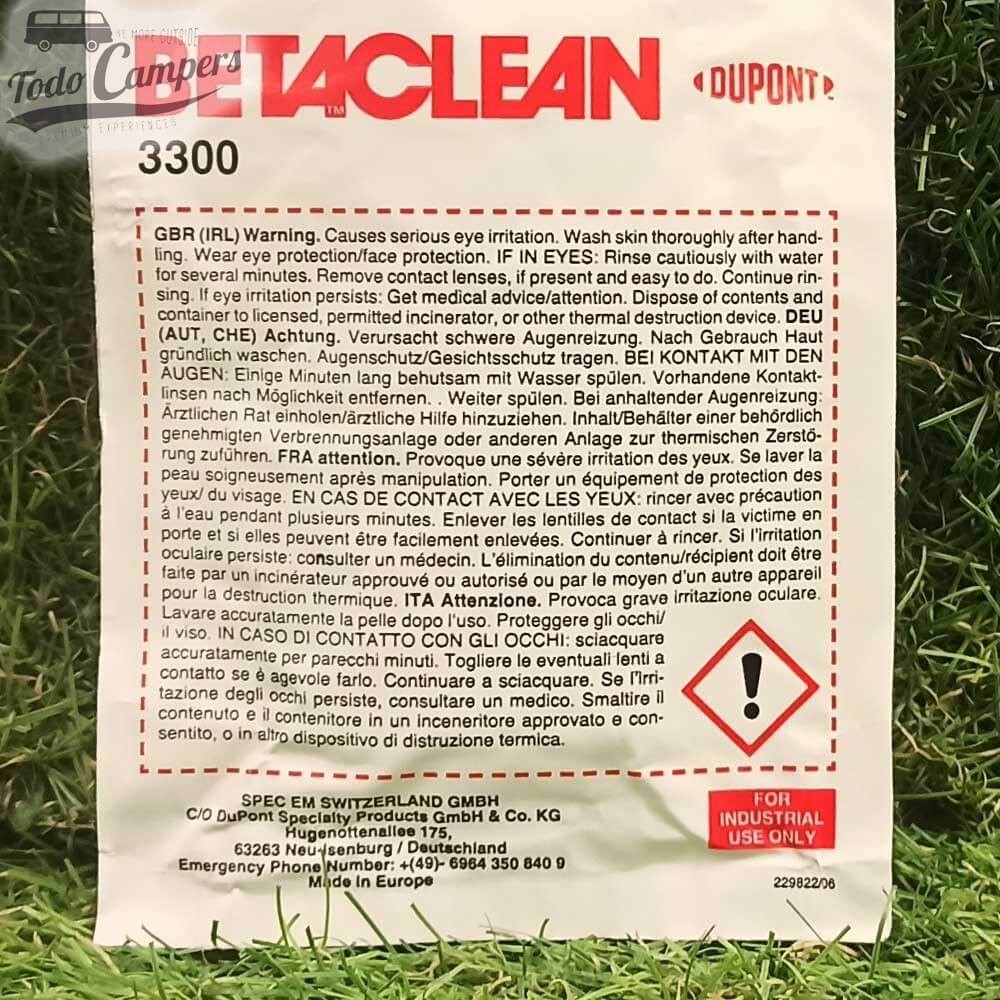 BY MORE OUTSIDE
Todo Campers
EXPERIENCES
BETACLEAN
TM
DUPONT
3300
GBR (IRL) Warning. Causes serious eye irritation. Wash skin thoroughly after hand-
ling. Wear eye protection/face protection. IF IN EYES: Rinse cautiously with water
for several minutes. Remove contact lenses, if present and easy to do. Continue rin-
sing. If eye irritation persists: Get medical advice/attention. Dispose of contents and
container to licensed, permitted incinerator, or other thermal destruction device. DEU
(AUT, CHE) Achtung. Verursacht schwere Augenreizung. Nach Gebrauch Haut
gründlich waschen. Augenschutz/Gesichtsschutz tragen. BEI KONTAKT MIT DEN
AUGEN: Einige Minuten lang behutsam mit Wasser spülen. Vorhandene Kontakt-
linsen nach Möglichkeit entfernen. . Weiter spülen. Bei anhaltender Augenreizung:
Ärztlichen Rat einholen/ärztliche Hilfe hinzuziehen. Inhalt/Behälter einer behördlich
genehmigten Verbrennungsanlage oder anderen Anlage zur thermischen Zerstö-
rung zuführen. FRA attention. Provoque une sévère irritation des yeux. Se laver la
peau soigneusement après manipulation. Porter un équipement de protection des
yeux/ du visage. EN CAS DE CONTACT AVEC LES YEUX: rincer avec précaution
à l'eau pendant plusieurs minutes. Enlever les lentilles de contact si la victime en
porte et si elles peuvent être facilement enlevées. Continuer à rincer. Si l'irritation
oculaire persiste: consulter un médecin. L'élimination du contenu/récipient doit être
faite par un incinérateur approuvé ou autorisé ou par le moyen d'un autre appareil
pour la destruction thermique. ITA Attenzione. Provoca grave irritazione oculare.
Lavare accuratamente la pelle dopo l'uso. Proteggere gli occhi/
il viso. IN CASO DI CONTATTO CON GLI OCCHI: sciacquare
accuratamente per parecchi minuti. Togliere le eventuali lenti a
contatto se è agevole farlo. Continuare a sciacquare. Se l'irri-
tazione degli occhi persiste, consultare un medico. Smaltire il
contenuto e il contenitore in un inceneritore approvato e con-
sentito, o in altro dispositivo di distruzione termica.
SPEC EM SWITZERLAND GMBH
C/O DuPont Specialty Products GmbH & Co. KG
Hugenottenallee 175,
63263 Neu-Isenburg / Deutschland
Emergency Phone Number: +(49)- 6964 350 840 9
Made In Europe
FOR
INDUSTRIAL
USE ONLY
229822/06